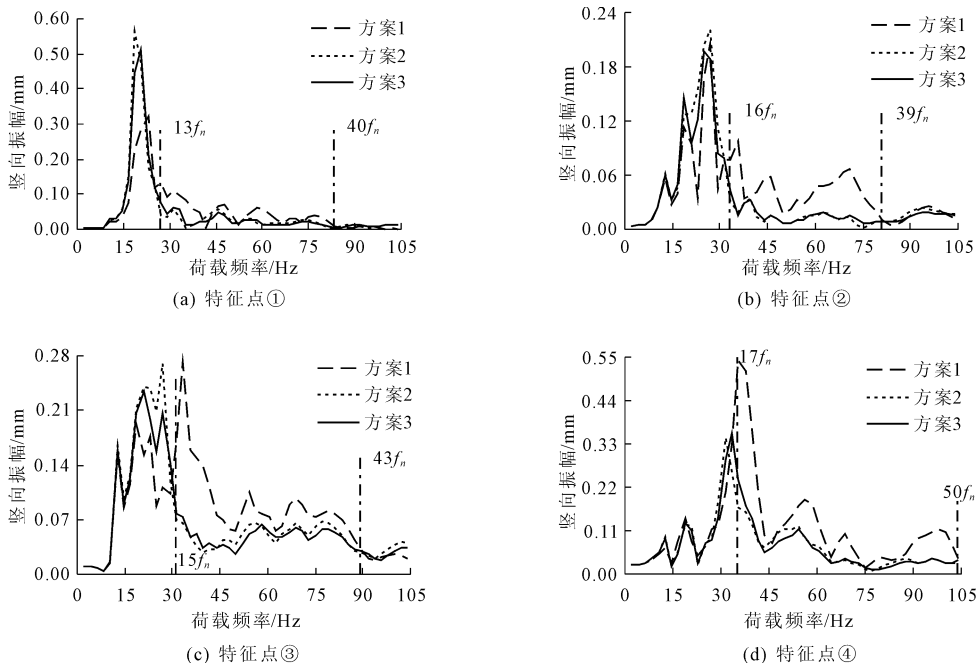 0.60
0.50
0.40
0.30
0.20
0.10
0.00
竖向振幅/mm
方案1
方案2
方案3
13fn
40fn
0 15 30 45 60 75 90 105
荷载频率/Hz
(a) 特征点①
0.24
0.18
0.12
0.06
0.00
竖向振幅/mm
方案1
方案2
方案3
16fn
39fn
0 15 30 45 60 75 90 105
荷载频率/Hz
(b) 特征点②
0.28
0.21
0.14
0.07
0.00
竖向振幅/mm
方案1
方案2
方案3
43fn
15fn
0 15 30 45 60 75 90 105
荷载频率/Hz
(c) 特征点③
0.55
0.44
0.33
0.22
0.11
0.00
竖向振幅/mm
17fn
方案1
方案2
方案3
50fn
0 15 30 45 60 75 90 105
荷载频率/Hz
(d) 特征点④